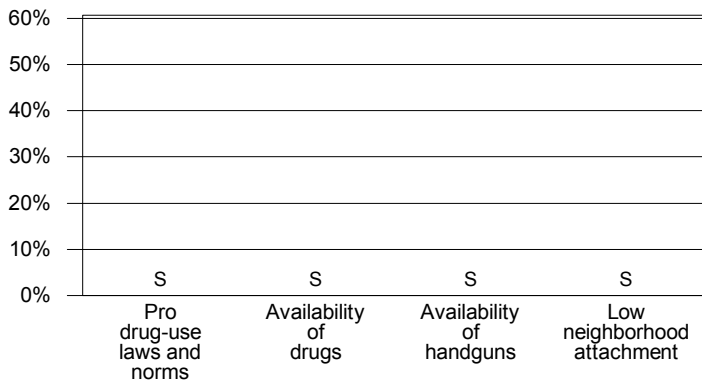 60%
50%
40%
30%
20%
10%
0%
S S S S
Pro
drug-use
laws and
norms
Availability
of
drugs
Availability
of
handguns
Low
neighborhood
attachment